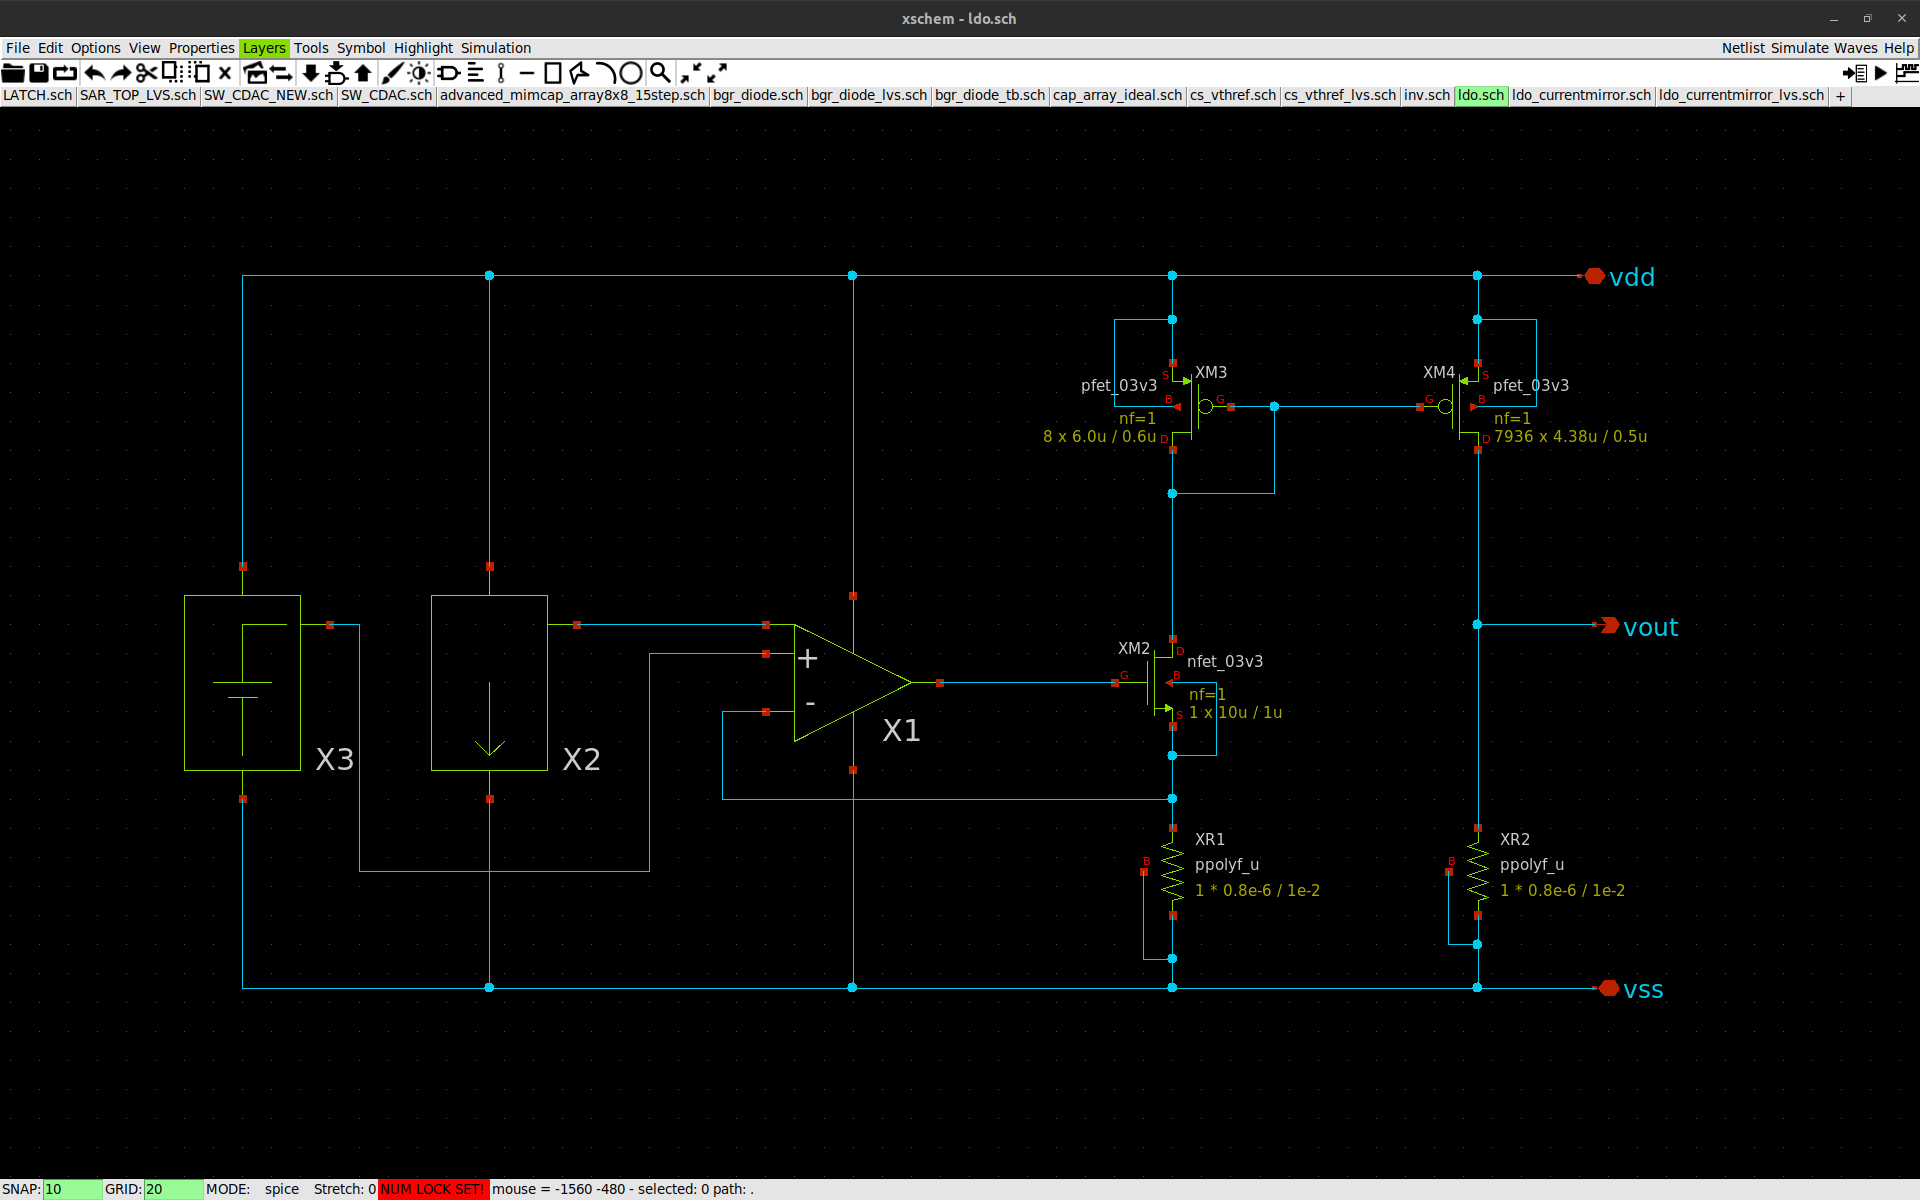 xschem - ldo.sch
File Edit Options View Properties Layers Tools Symbol Highlight Simulation Netlist Simulate Waves Help
LATCH.sch SAR_TOP_LVS.sch SW_CDAC_NEW.sch SW_CDAC.sch advanced_mimcap_array8x8_15step.sch bgr_diode.sch bgr_diode_lvs.sch bgr_diode_tb.sch cap_array_ideal.sch cs_vthref.sch cs_vthref_lvs.sch inv.sch ldo.sch ldo_currentmirror.sch ldo_currentmirror_lvs.sch +
vdd
XM3 XM4
S S
pfet_03v3 pfet_03v3
B G G B
nf=1 nf=1
8 x 6.0u / 0.6u D D 7936 x 4.38u / 0.5u
vout
XM2 D
+ nfet_03v3
G B
nf=1
-
1 x 10u / 1u
S
X1
X3 X2
XR1 XR2
B ppolyf_u B ppolyf_u
1 * 0.8e-6 / 1e-2 1 * 0.8e-6 / 1e-2
vss
SNAP: 10 GRID: 20 MODE: spice Stretch: 0 NUM LOCK SET! mouse = -1560 -480 - selected: 0 path: .